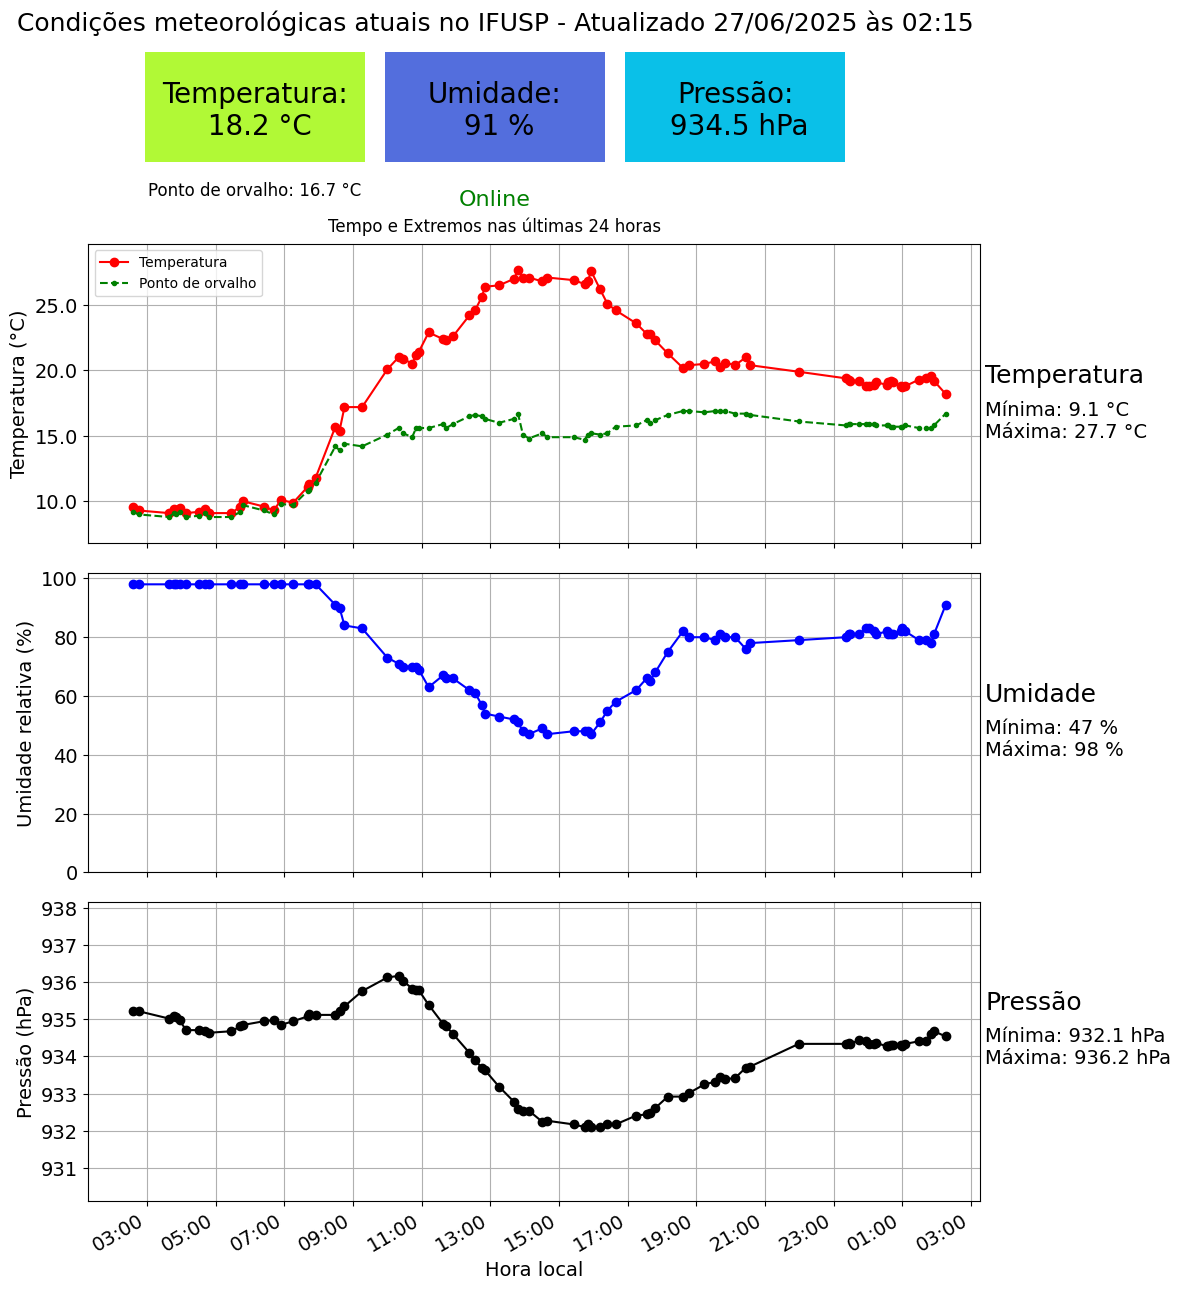 Condições meteorológicas atuais no IFUSP - Atualizado 27/06/2025 às 02:15
Temperatura:
18.2 °C
Umidade:
91 %
Pressão:
934.5 hPa
Ponto de orvalho: 16.7 °C
Online
Tempo e Extremos nas últimas 24 horas
Temperatura
Ponto de orvalho
Temperatura (°C)
25.0
20.0
15.0
10.0
Temperatura
Mínima: 9.1 °C
Máxima: 27.7 °C
Umidade relativa (%)
100
80
60
40
20
0
Umidade
Mínima: 47 %
Máxima: 98 %
Pressão (hPa)
938
937
936
935
934
933
932
931
Pressão
Mínima: 932.1 hPa
Máxima: 936.2 hPa
03:00
05:00
07:00
09:00
11:00
13:00
15:00
17:00
19:00
21:00
23:00
01:00
03:00
Hora local